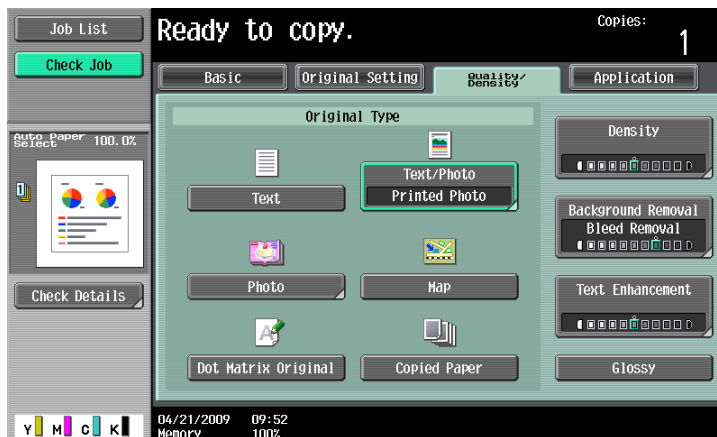 Job List
Ready to copy.
Copies:
1
Check Job
Basic
Original Setting
Quality/
Density
Application
Original Type
Auto Paper
Select
100.0%
Text
Text/Photo
Printed Photo
Density
Background Removal
Bleed Removal
Photo
Map
Check Details
Text Enhancement
Dot Matrix Original
Copied Paper
Glossy
Y M C K
04/21/2009 09:52
Memory 100%